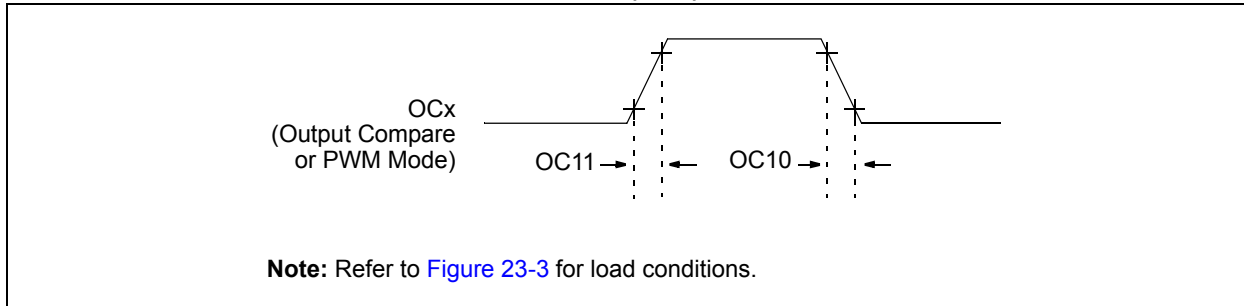 OCx
(Output Compare
or PWM Mode)
OC11
OC10
Note: Refer to Figure 23-3 for load conditions.